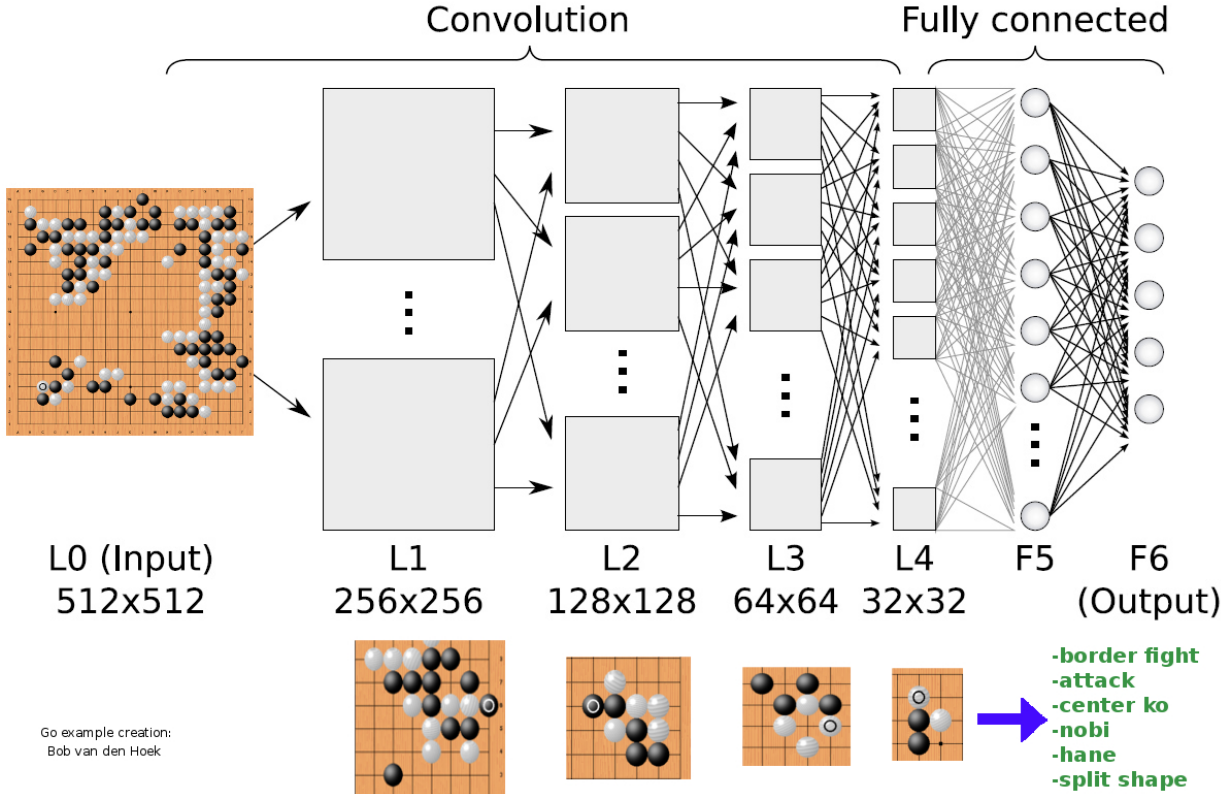 Convolution
Fully connected
L0 (Input)
512x512
L1
256x256
L2
128x128
L3
64x64
L4
32x32
F5
F6
(Output)
-border fight
-attack
-center ko
-nobi
-hane
-split shape
Go example creation:
Bob van den Hoek